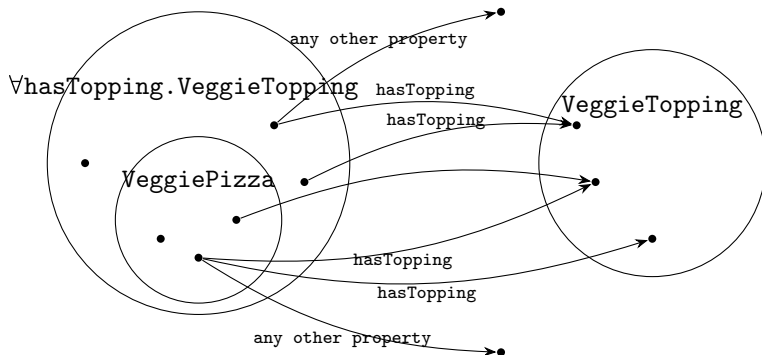 any other property
∀hasTopping.VeggieTopping
hasTopping
VeggieTopping
hasTopping
VeggiePizza
hasTopping
hasTopping
any other property